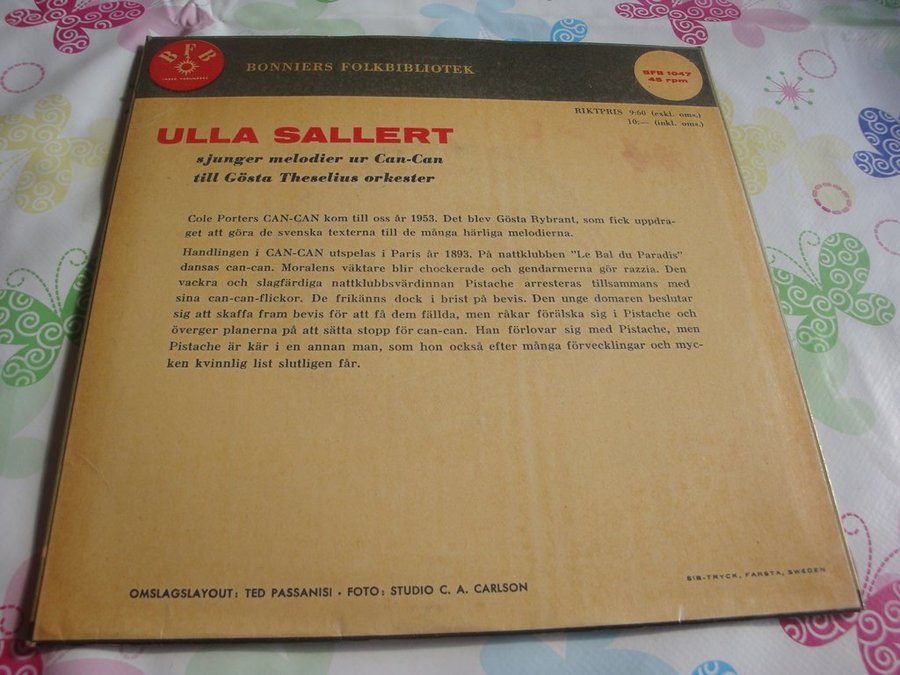 BFB
BONNIERS FOLKBIBLIOTEK
BFB 1047
45 rpm
RIKTPRIS 9:60 (exkl. oms.)
10:— (inkl. oms.)
ULLA SALLERT
sjunger melodier ur Can-Can
till Gösta Theselius orkester
Cole Porters CAN-CAN kom till oss år 1953. Det blev Gösta Rybrant, som fick uppdra-
get att göra de svenska texterna till de många härliga melodierna.
Handlingen i CAN-CAN utspelas i Paris år 1893. På nattklubben ”Le Bal du Paradis”
dansas can-can. Moralens väktare blir chockerade och gendarmerna gör razzia. Den
vackra och slagfärdiga nattklubbsvärdinnan Pistache arresteras tillsammans med
sina can-can-flickor. De frikänns dock i brist på bevis. Den unge domaren beslutar
sig att skaffa fram bevis för att få dem fällda, men råkar förälska sig i Pistache och
överger planerna på att sätta stopp för can-can. Han förlovar sig med Pistache, men
Pistache är kär i en annan man, som hon också efter många förvecklingar och myc-
ken kvinnlig list slutligen får.
OMSLAGSLAYOUT: TED PASSANISI · FOTO: STUDIO C. A. CARLSON
SIB-TRYCK, FARSTA, SWEDEN